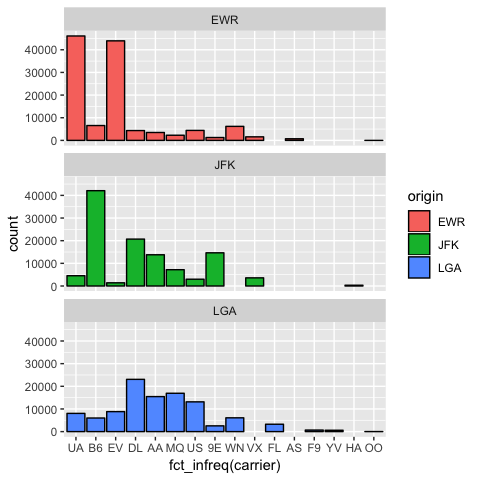 EWR
40000
30000
20000
10000
0
JFK
40000
30000
20000
10000
0
LGA
40000
30000
20000
10000
0
UA B6 EV DL AA MQ US 9E WN VX FL AS F9 YV HA OO
fct_infreq(carrier)
count
origin
EWR
JFK
LGA